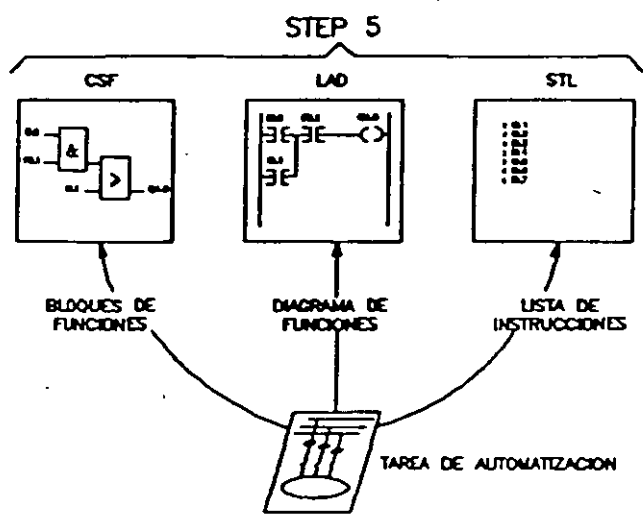 STEP 5
CSF
LAD
STL
&
>
BLOQUES DE
FUNCIONES
DIAGRAMA DE
FUNCIONES
LISTA DE
INSTRUCCIONES
TAREA DE AUTOMATIZACION